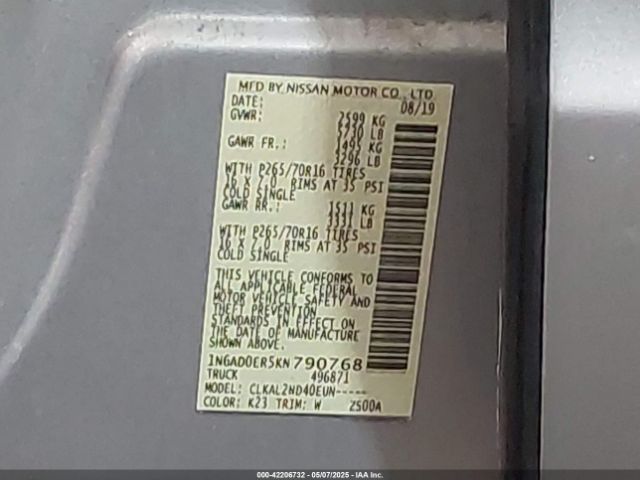 MFD BY NISSAN MOTOR CO., LTD.
DATE: 08/19
GVWR: 2599 KG
5730 LB
GAWR FR.: 1495 KG
3296 LB
WITH P265/70R16 TIRES
16 X 7.0 RIMS AT 35 PSI
COLD SINGLE
GAWR RR.: 1511 KG
3331 LB
WITH P265/70R16 TIRES
16 X 7.0 RIMS AT 35 PSI
COLD SINGLE
THIS VEHICLE CONFORMS TO
ALL APPLICABLE FEDERAL
MOTOR VEHICLE SAFETY AND
THEFT PREVENTION
STANDARDS IN EFFECT ON
THE DATE OF MANUFACTURE
SHOWN ABOVE.
1N6AD0ER5KN790768
TRUCK 496871
MODEL: CLKAL2ND40EUN-----
COLOR: K23 TRIM: W 2S00A
000-42206732 - 05/07/2025 - IAA Inc.